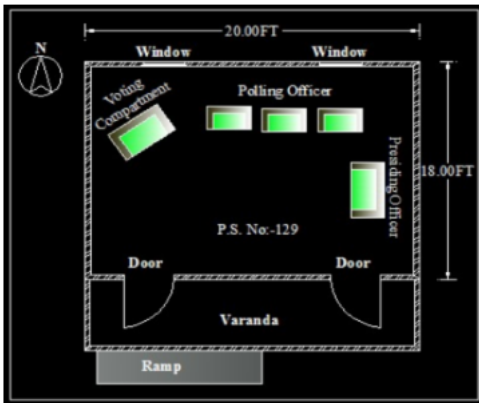 20.00FT
N
Window
Window
Voting
Compartment
Polling Officer
Presiding Officer
18.00FT
P.S. No:-129
Door
Door
Varanda
Ramp